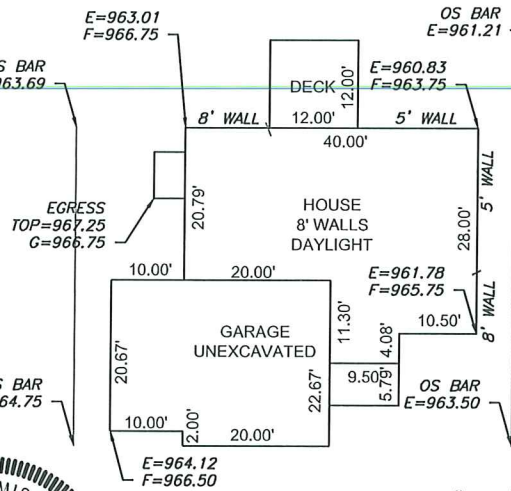 E=963.01
F=966.75
OS BAR
E=961.21
S BAR
63.69
DECK
12.00'
E=960.83
F=963.75
8' WALL
12.00'
5' WALL
40.00'
EGRESS
TOP=967.25
G=966.75
20.79'
HOUSE
8' WALLS
DAYLIGHT
5' WALL
28.00'
10.00'
20.00'
E=961.78
F=965.75
11.30'
10.50'
8' WALL
GARAGE
UNEXCAVATED
4.08'
20.67'
22.67'
9.50'
5.79'
S BAR
64.75
OS BAR
E=963.50
10.00'
2.00'
20.00'
E=964.12
F=966.50